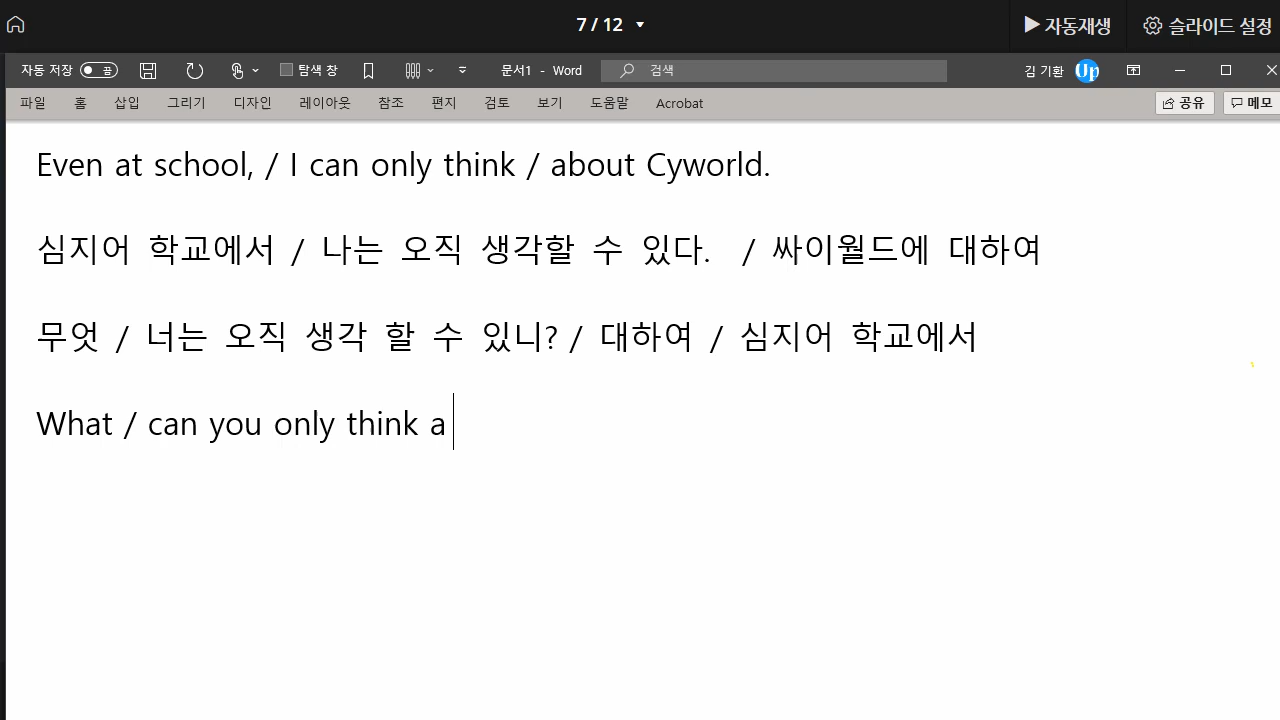 7 / 12
자동재생
슬라이드 설정
자동 저장 끔 탐색 창 문서1 - Word 검색 김 기환 Up
파일 홈 삽입 그리기 디자인 레이아웃 참조 편지 검토 보기 도움말 Acrobat 공유 메모
Even at school, / I can only think / about Cyworld.
심지어 학교에서 / 나는 오직 생각할 수 있다. / 싸이월드에 대하여
무엇 / 너는 오직 생각 할 수 있니? / 대하여 / 심지어 학교에서
What / can you only think a